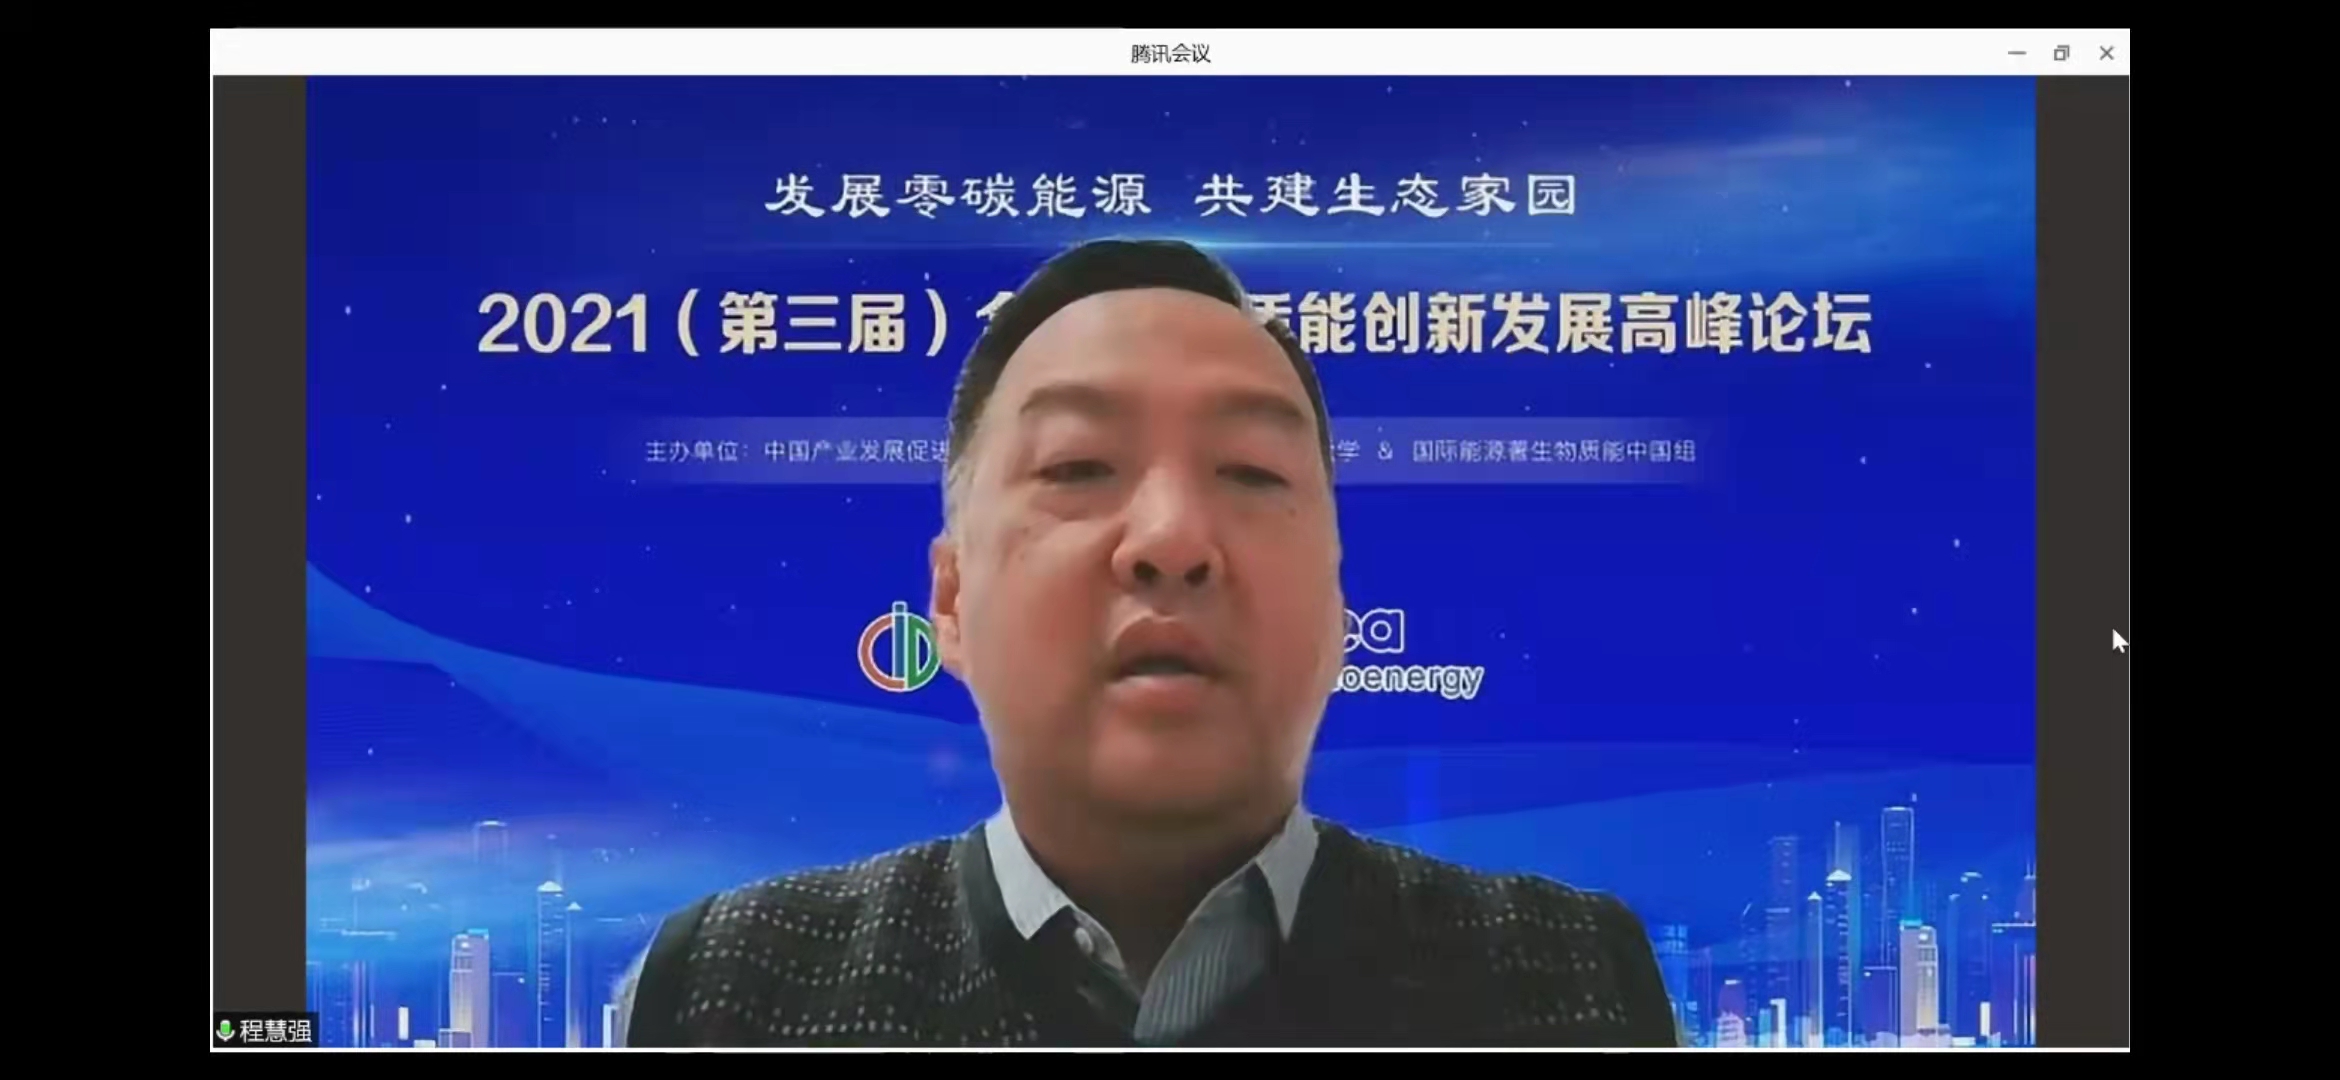 腾讯会议
发展零碳能源 共建生态家园
2021（第三届）
能创新发展高峰论坛
主办单位：中国产业发展促进
学 & 国际能源署生物质能中国组
ea
oenergy
程慧强